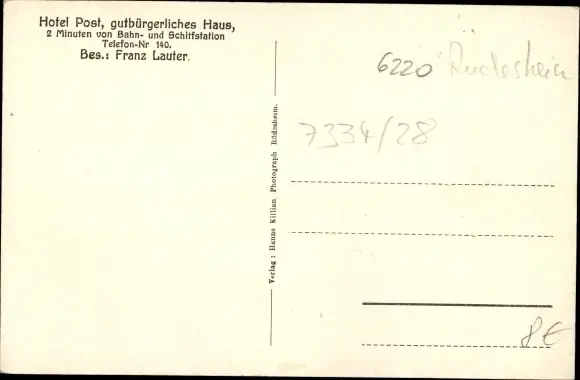 Hotel Post, gutbürgerliches Haus,
2 Minuten von Bahn- und Schiffstation
Telefon-Nr 140.
Bes.: Franz Lauter.
6220 Rüdesheim
7334/28
Verlag: Hanns Killian, Photograph Rüdesheim.
8€